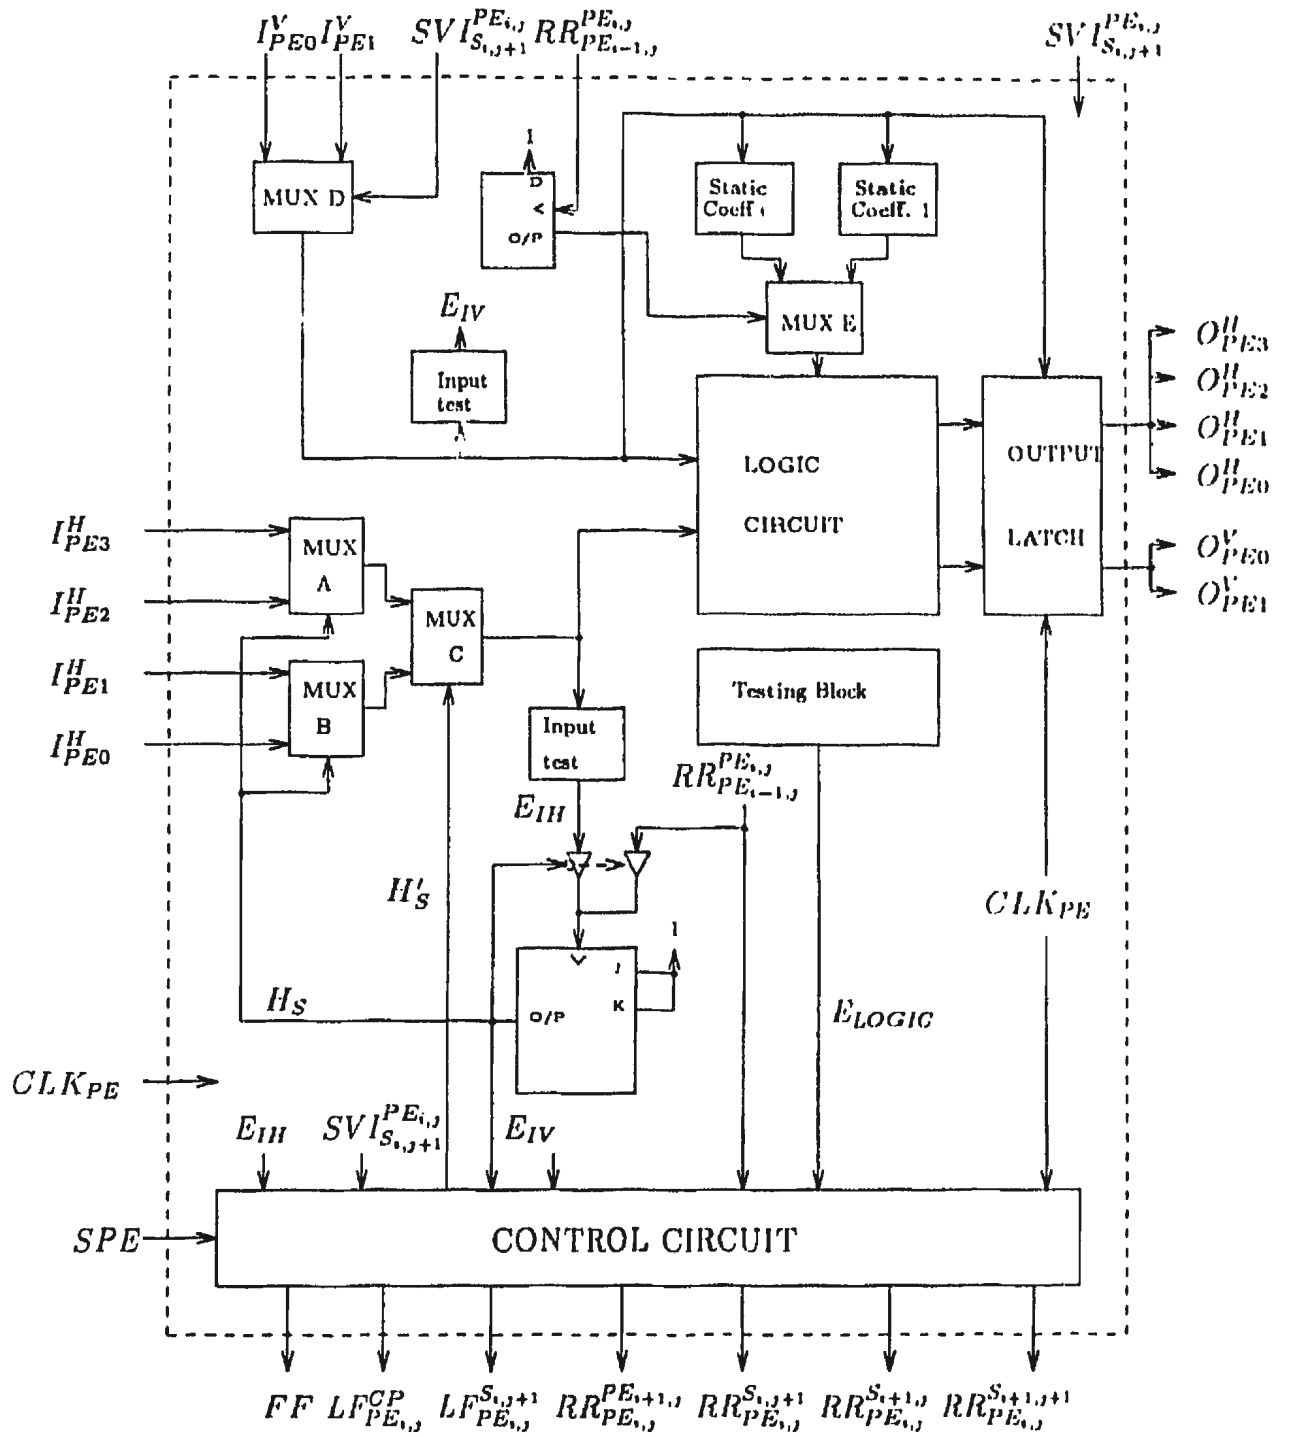 I^V_{PE0} I^V_{PE1} SVI^{PE_{i,j}}_{S_{i,j+1}} RR^{PE_{i,j}}_{PE_{i-1,j}} SVI^{PE_{i,j}}_{S_{i,j+1}}
1
MUX D
D
<
O/P
Static
Coeff
Static
Coeff. 1
MUX E
E_{IV}
Input
test
LOGIC
CIRCUIT
OUTPUT
LATCH
O^H_{PE3}
O^H_{PE2}
O^H_{PE1}
O^H_{PE0}
O^V_{PE0}
O^V_{PE1}
I^H_{PE3}
I^H_{PE2}
I^H_{PE1}
I^H_{PE0}
MUX
A
MUX
B
MUX
C
Input
test
Testing Block
RR^{PE_{i,j}}_{PE_{i-1,j}}
E_{IH}
H'_S
CLK_{PE}
1
J
K
O/P
H_S
E_{LOGIC}
CLK_{PE}
E_{IH} SVI^{PE_{i,j}}_{S_{i,j+1}} E_{IV}
SPE
CONTROL CIRCUIT
FF LF^{CP}_{PE_{i,j}} LF^{S_{i,j+1}}_{PE_{i,j}} RR^{PE_{i+1,j}}_{PE_{i,j}} RR^{S_{i,j+1}}_{PE_{i,j}} RR^{S_{i+1,j}}_{PE_{i,j}} RR^{S_{i+1,j+1}}_{PE_{i,j}}